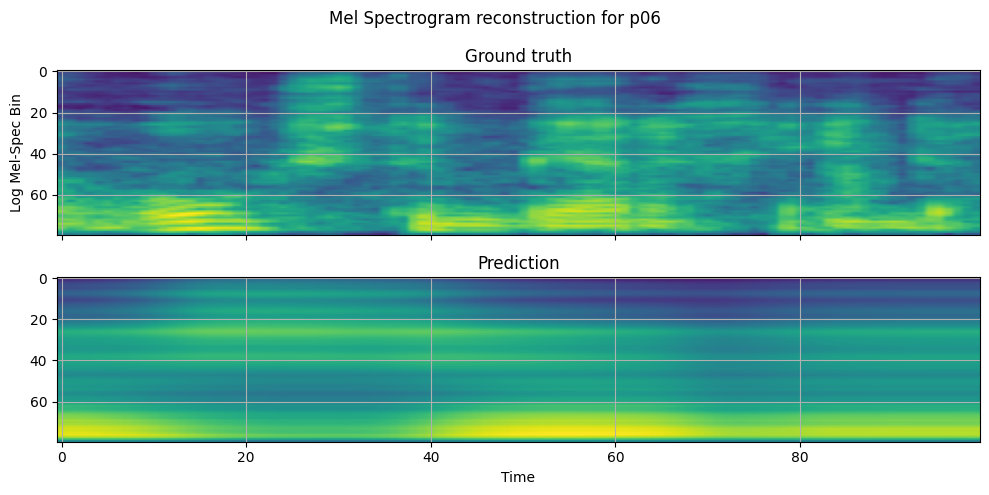 Mel Spectrogram reconstruction for p06
Ground truth
0
20
40
60
Log Mel-Spec Bin
Prediction
0
20
40
60
0 20 40 60 80
Time